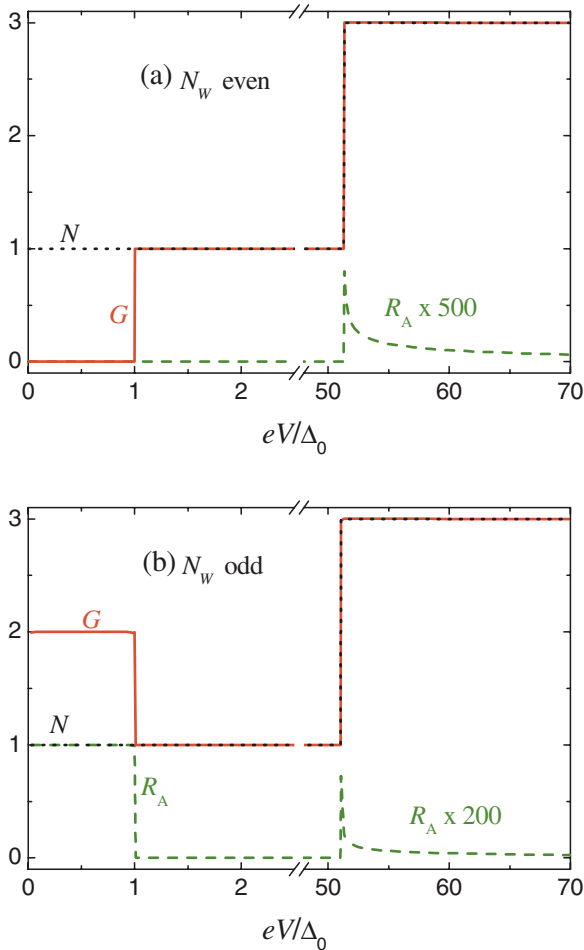 3
(a) N_W even
2
N
1
G
R_A x 500
0
0 1 2 50 60 70
eV/Δ_0
3
(b) N_W odd
G
2
N
1
R_A
R_A x 200
0
0 1 2 50 60 70
eV/Δ_0